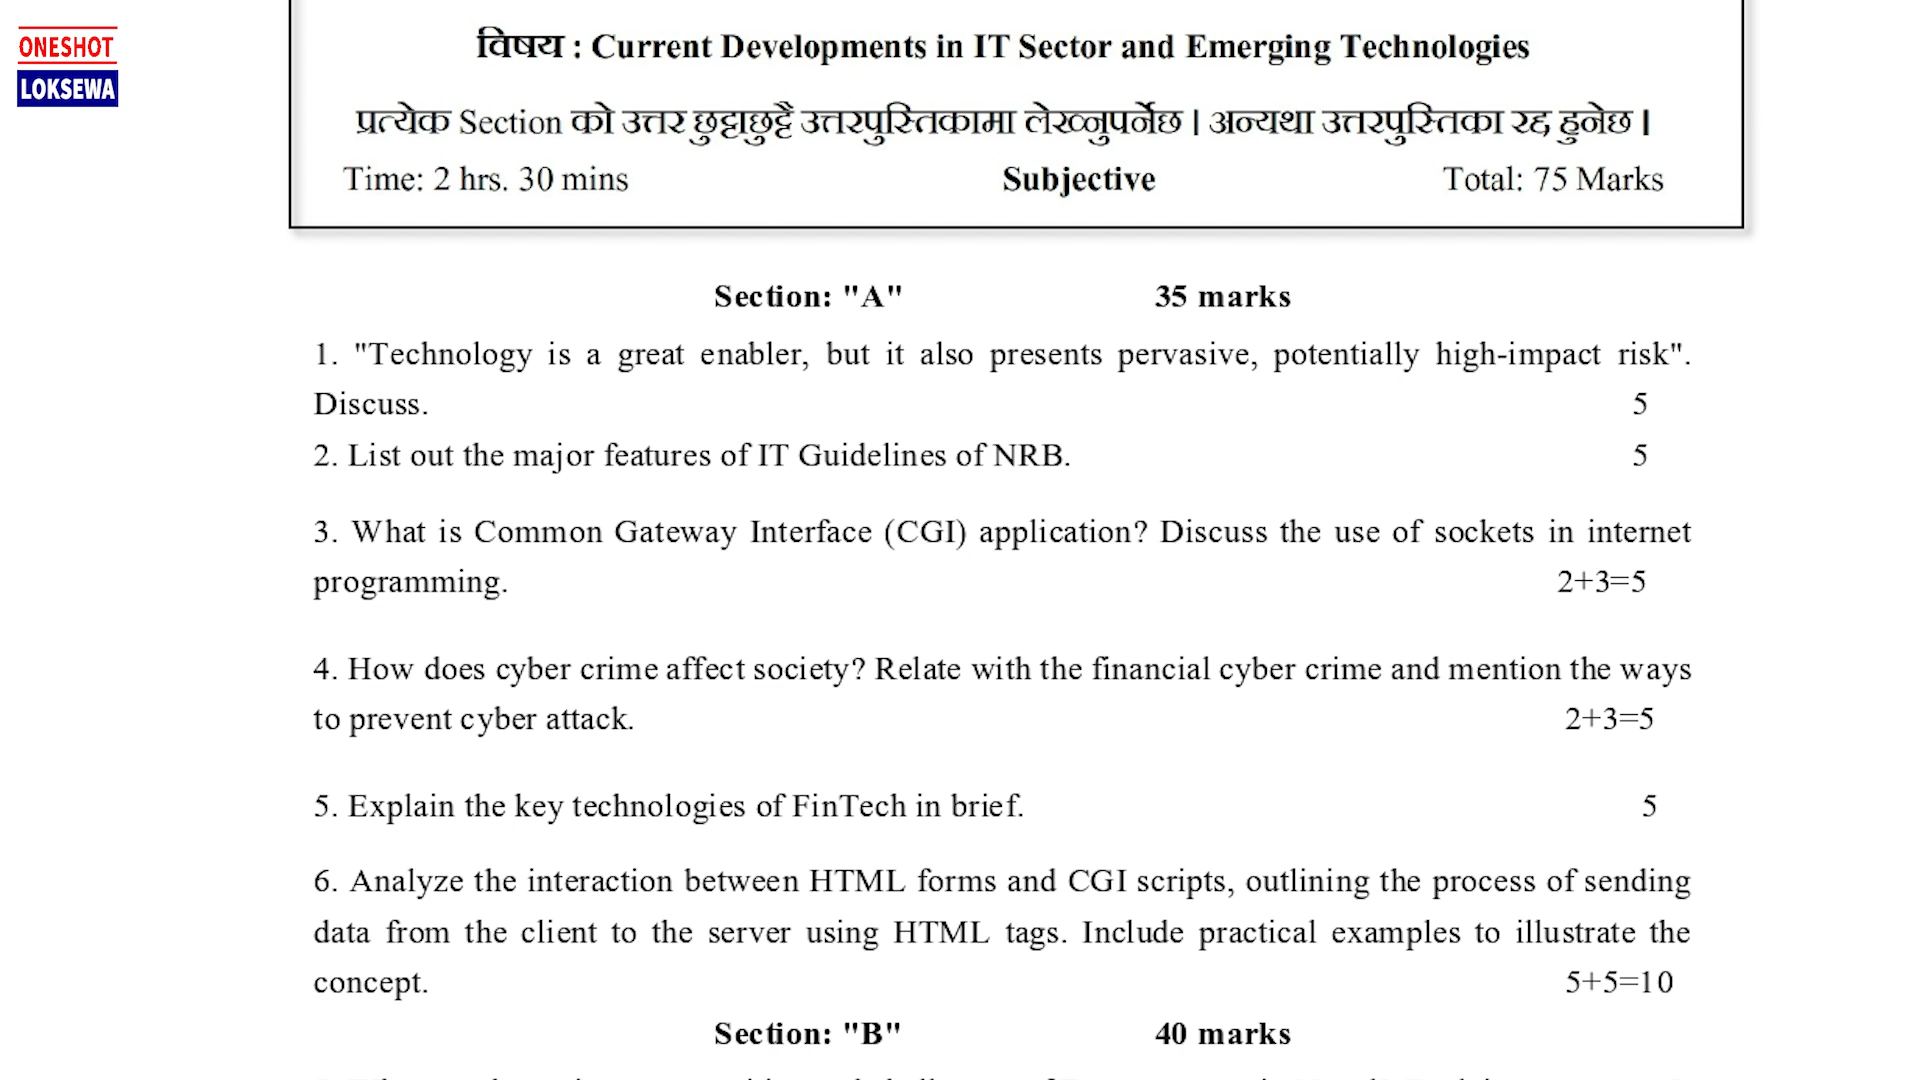 ONESHOT
LOKSEWA
विषय : Current Developments in IT Sector and Emerging Technologies
प्रत्येक Section को उत्तर छुट्टाछुट्टै उत्तरपुस्तिकामा लेख्नुपर्नेछ । अन्यथा उत्तरपुस्तिका रद्द हुनेछ ।
Time: 2 hrs. 30 mins Subjective Total: 75 Marks
Section: "A" 35 marks
1. "Technology is a great enabler, but it also presents pervasive, potentially high-impact risk".
Discuss. 5
2. List out the major features of IT Guidelines of NRB. 5
3. What is Common Gateway Interface (CGI) application? Discuss the use of sockets in internet
programming. 2+3=5
4. How does cyber crime affect society? Relate with the financial cyber crime and mention the ways
to prevent cyber attack. 2+3=5
5. Explain the key technologies of FinTech in brief. 5
6. Analyze the interaction between HTML forms and CGI scripts, outlining the process of sending
data from the client to the server using HTML tags. Include practical examples to illustrate the
concept. 5+5=10
Section: "B" 40 marks